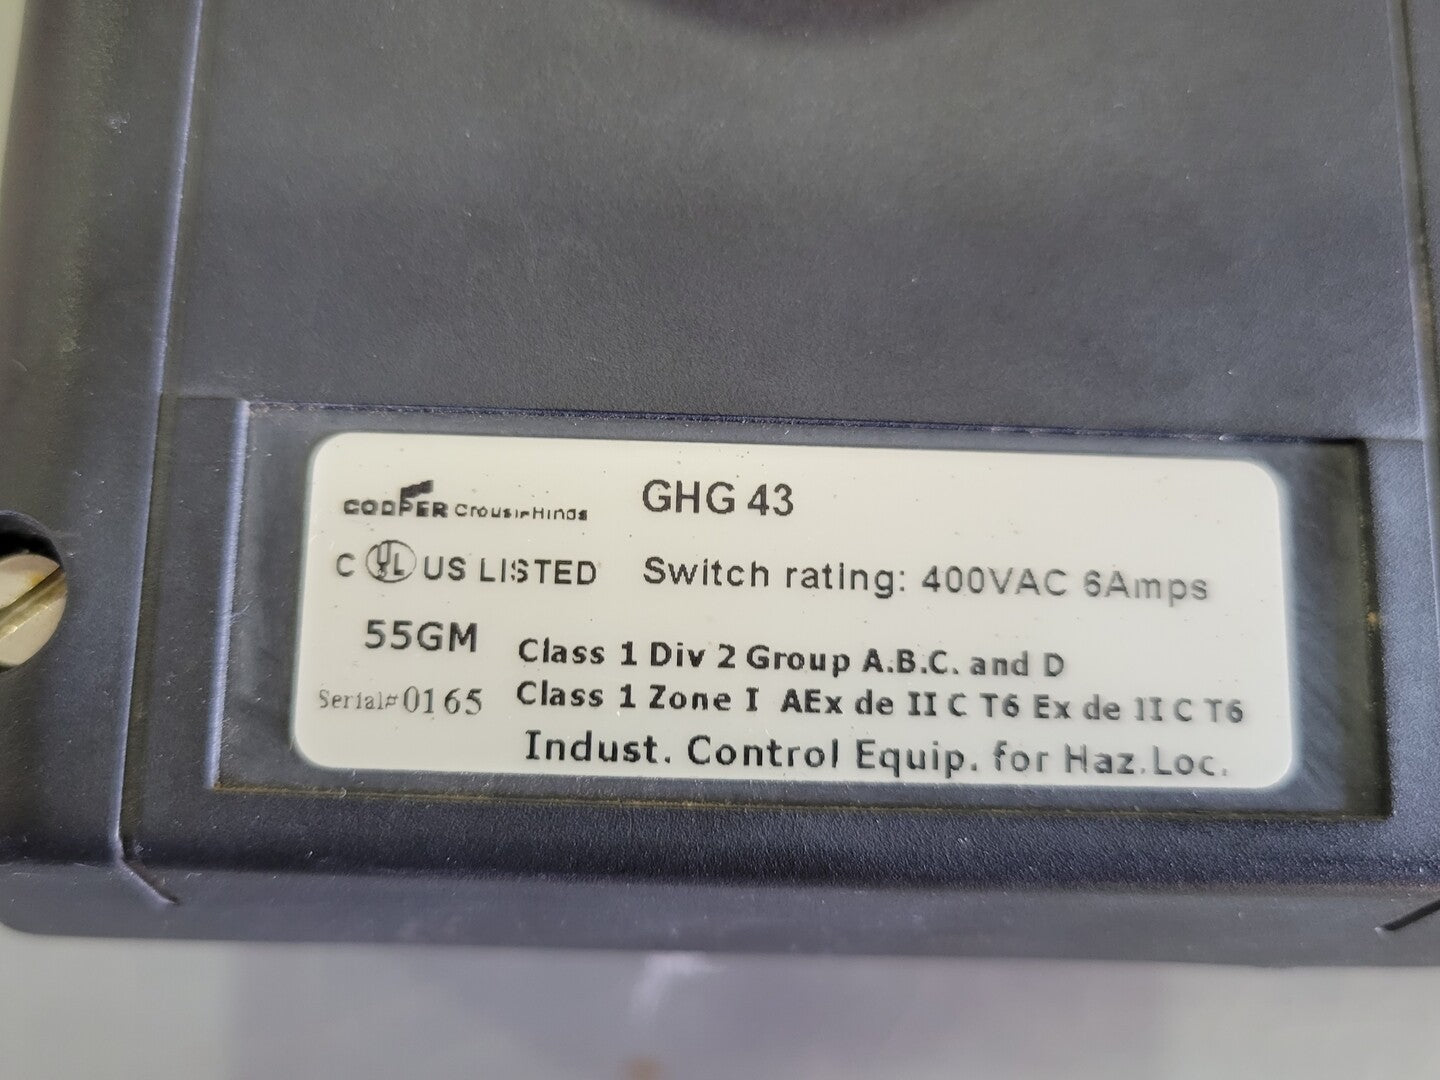 COOPER Crouse-Hinds GHG 43
C UL US LISTED Switch rating: 400VAC 6Amps
55GM Class 1 Div 2 Group A.B.C. and D
Serial# 0165 Class 1 Zone I AEx de II C T6 Ex de II C T6
Indust. Control Equip. for Haz. Loc.